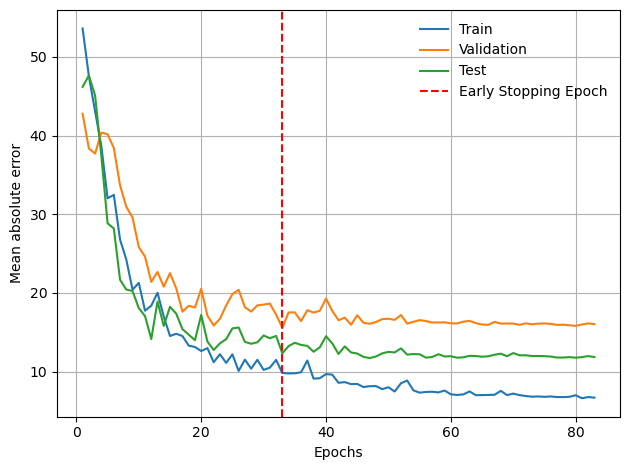 Train
Validation
Test
Early Stopping Epoch
50
40
30
20
10
Mean absolute error
0
20
40
60
80
Epochs